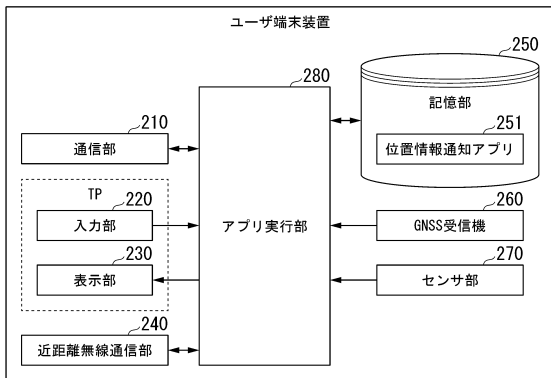 ユーザ端末装置
280
250
記憶部
210
通信部
251
位置情報通知アプリ
TP
220
入力部
アプリ実行部
260
GNSS受信機
230
表示部
270
センサ部
240
近距離無線通信部